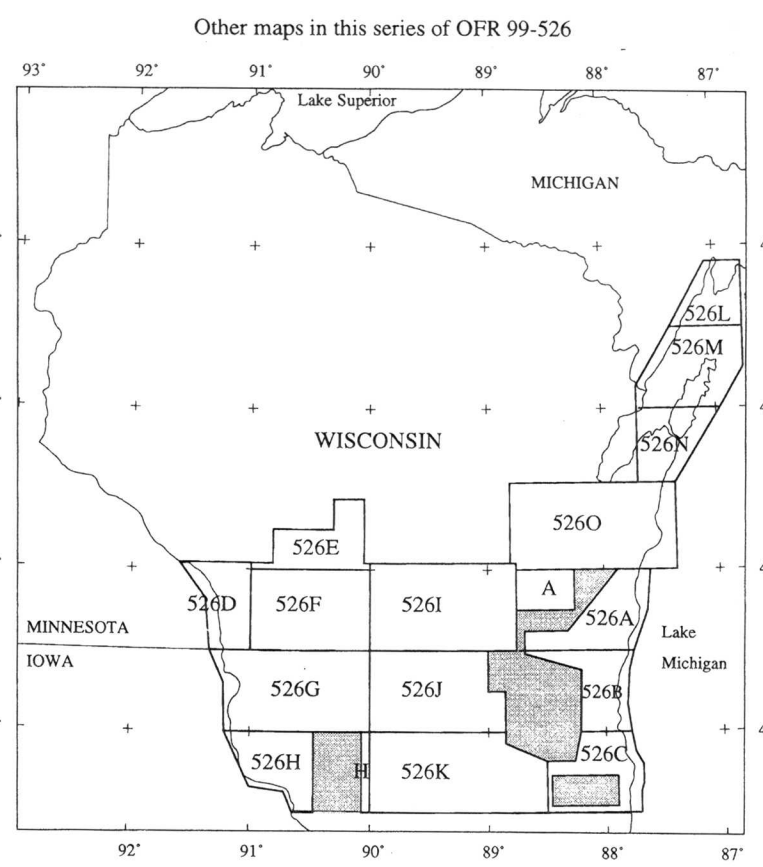 Other maps in this series of OFR 99-526
93° 92° 91° 90° 89° 88° 87°
Lake Superior
MICHIGAN
526L
526M
WISCONSIN
526N
526O
526E
A
526D 526F 526I 526A
MINNESOTA
Lake
IOWA
Michigan
526G 526J 526B
526H H 526K 526C
92° 91° 90° 89° 88° 87°